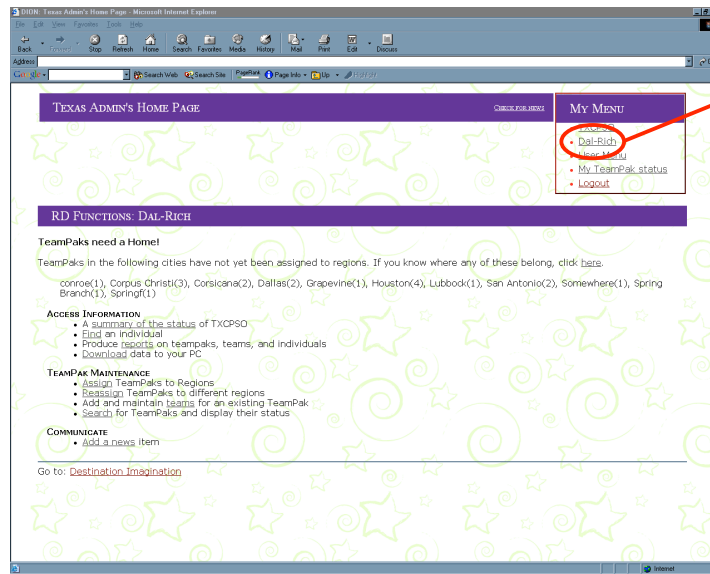 DION: Texas Admin's Home Page - Microsoft Internet Explorer
File Edit View Favorites Tools Help
Back Forward Stop Refresh Home Search Favorites Media History Mail Print Edit Discuss
Address
Google Search Web Search Site PageRank Page Info Up Highlight
TEXAS ADMIN'S HOME PAGE
CHECK FOR NEWS
MY MENU
TXCPSO
Dal-Rich
User Menu
My TeamPak status
Logout
RD FUNCTIONS: DAL-RICH
TeamPaks need a Home!
TeamPaks in the following cities have not yet been assigned to regions. If you know where any of these belong, click here.
conroe(1), Corpus Christi(3), Corsicana(2), Dallas(2), Grapevine(1), Houston(4), Lubbock(1), San Antonio(2), Somewhere(1), Spring
Branch(1), Springf(1)
ACCESS INFORMATION
A summary of the status of TXCPSO
Find an individual
Produce reports on teampaks, teams, and individuals
Download data to your PC
TEAMPAK MAINTENANCE
Assign TeamPaks to Regions
Reassign TeamPaks to different regions
Add and maintain teams for an existing TeamPak
Search for TeamPaks and display their status
COMMUNICATE
Add a news item
Go to: Destination Imagination
Internet